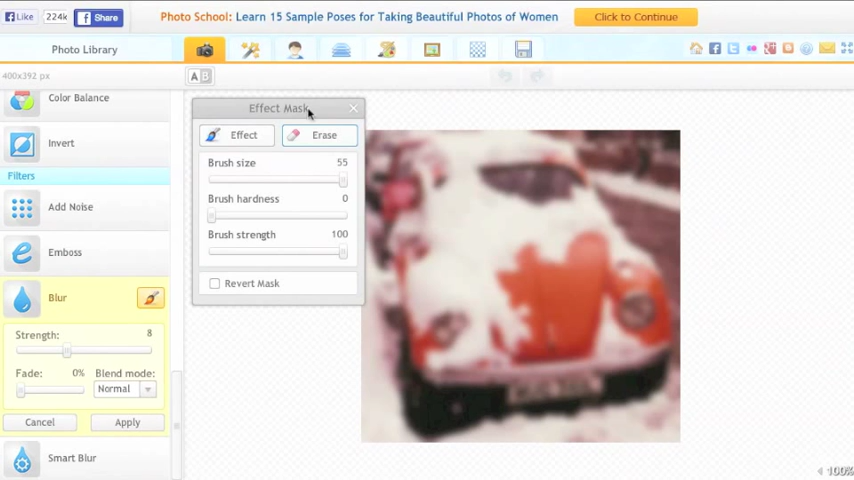 Like
224k
Share
Photo School: Learn 15 Sample Poses for Taking Beautiful Photos of Women
Click to Continue
Photo Library
400x392 px
A B
Color Balance
Invert
Filters
Add Noise
Emboss
Blur
Strength: 8
Fade: 0%
Blend mode:
Normal
Cancel
Apply
Smart Blur
Effect Mask
Effect
Erase
Brush size 55
Brush hardness 0
Brush strength 100
Revert Mask
100%